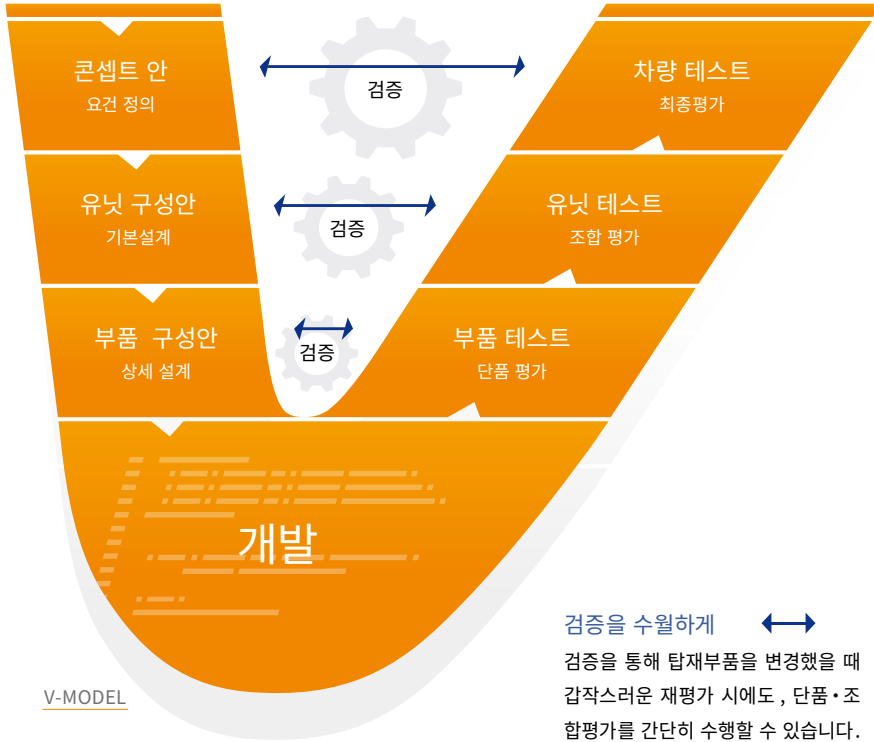 콘셉트 안
요건 정의
검증
차량 테스트
최종평가
유닛 구성안
기본설계
검증
유닛 테스트
조합 평가
부품 구성안
상세 설계
검증
부품 테스트
단품 평가
개발
검증을 수월하게
검증을 통해 탑재부품을 변경했을 때
갑작스러운 재평가 시에도 , 단품・조
합평가를 간단히 수행할 수 있습니다.
V-MODEL